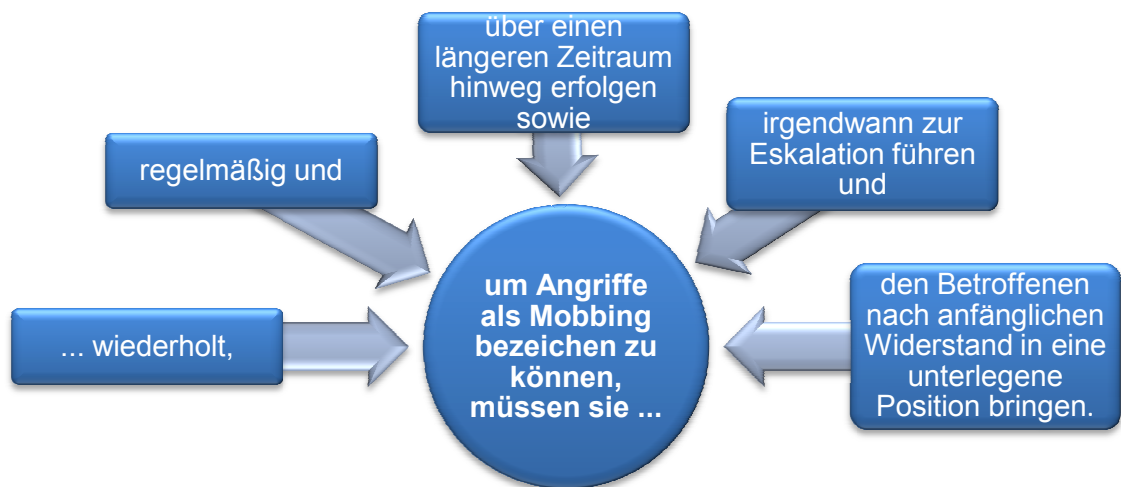 um Angriffe
als Mobbing
bezeichen zu
können,
müssen sie ...
... wiederholt,
regelmäßig und
über einen
längeren Zeitraum
hinweg erfolgen
sowie
irgendwann zur
Eskalation führen
und
den Betroffenen
nach anfänglichen
Widerstand in eine
unterlegene
Position bringen.